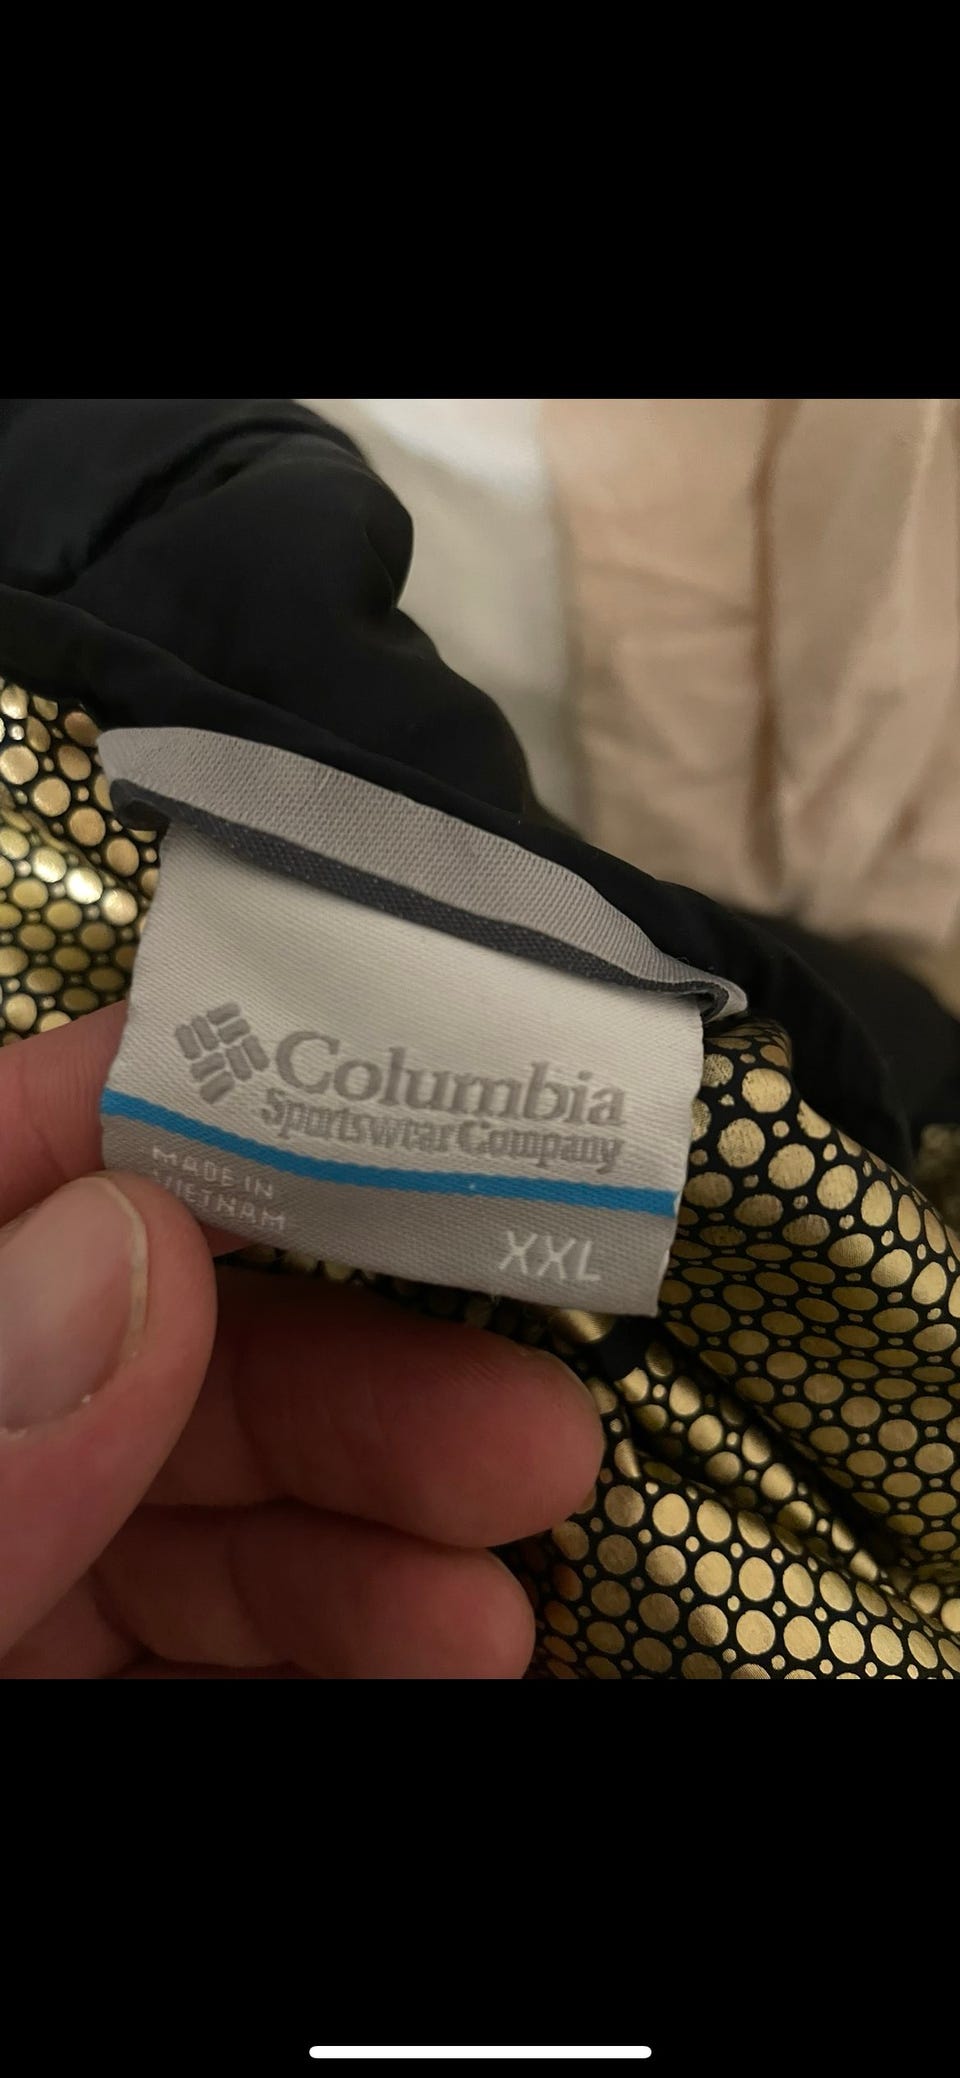 Columbia
Sportswear Company
MADE IN
VIETNAM
XXL